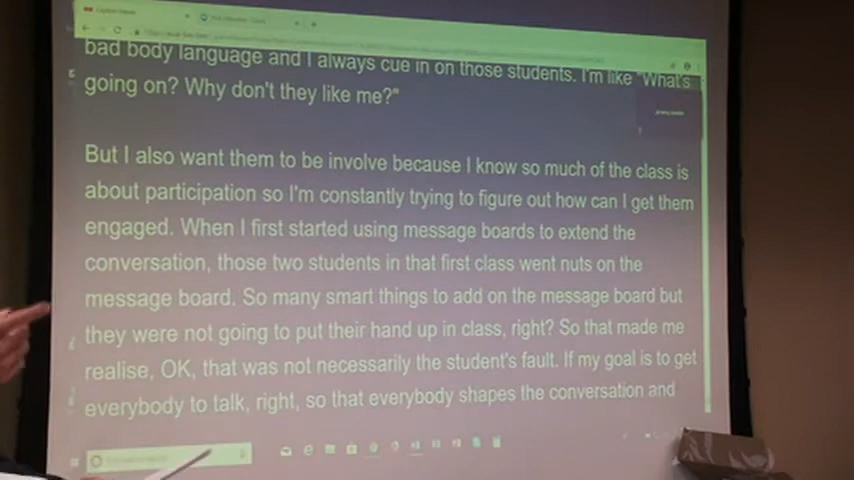 bad body language and I always cue in on those students. I'm like "What's
going on? Why don't they like me?"
But I also want them to be involve because I know so much of the class is
about participation so I'm constantly trying to figure out how can I get them
engaged. When I first started using message boards to extend the
conversation, those two students in that first class went nuts on the
message board. So many smart things to add on the message board but
they were not going to put their hand up in class, right? So that made me
realise, OK, that was not necessarily the student's fault. If my goal is to get
everybody to talk, right, so that everybody shapes the conversation and